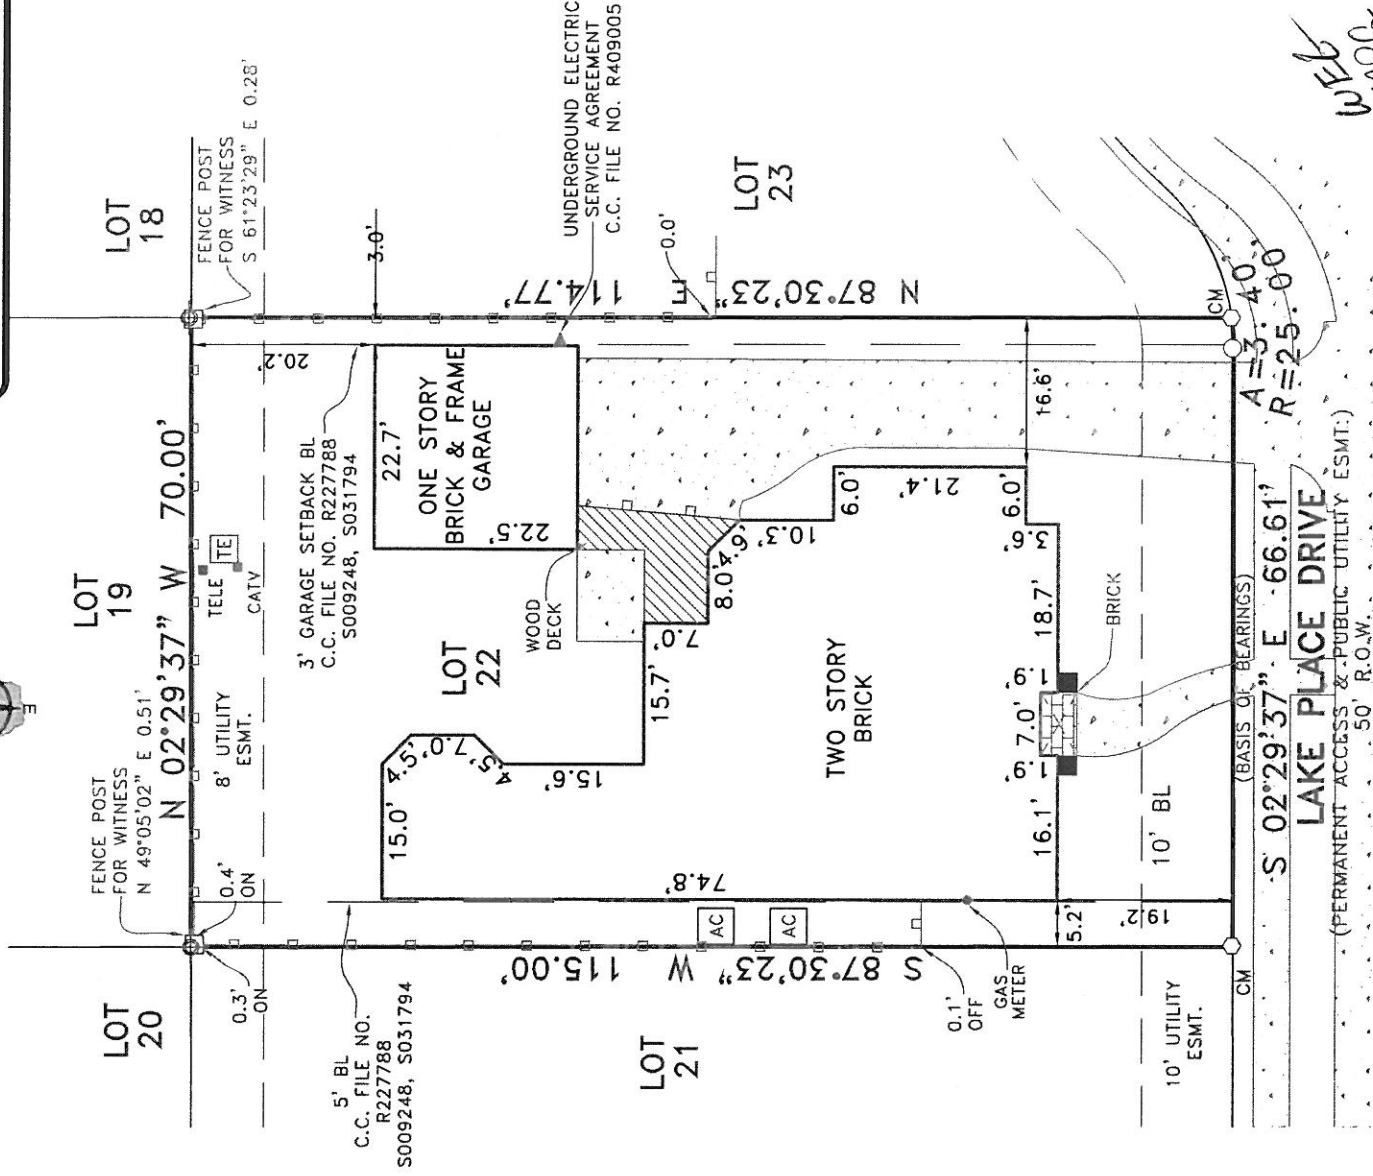 LOT
18
FENCE POST
FOR WITNESS
S 61°23'29" E 0.28'
UNDERGROUND ELECTRIC
SERVICE AGREEMENT
C.C. FILE NO. R409005
LOT
23
WEL
3.0'
0.0'
N 87°30'23" E 114.77'
CM
A=3.40'
R=25.00'
LOT
19
N 02°29'37" W 70.00'
20.2'
3' GARAGE SETBACK BL
C.C. FILE NO. R227788
S009248, S031794
22.7'
ONE STORY
BRICK & FRAME
GARAGE
22.5'
TELE
TE
CATV
8' UTILITY
ESMT.
LOT
22
WOOD
DECK
16.6'
6.0'
21.4'
6.0'
10.3'
4.9'
8.0'
3.6'
7.0'
15.7'
18.7'
1.9'
7.0'
1.9'
BRICK
TWO STORY
BRICK
4.5'
7.0'
4.5'
15.6'
15.0'
16.1'
74.8'
10' BL
5.2'
19.2'
AC
AC
FENCE POST
FOR WITNESS
N 49°05'02" E 0.51'
0.4'
ON
0.3'
ON
S 87°30'23" W 115.00'
0.1'
OFF
GAS
METER
CM
LOT
20
5' BL
C.C. FILE NO.
R227788
S009248, S031794
LOT
21
10' UTILITY
ESMT.
(BASIS OF BEARINGS)
S 02°29'37" E 66.61'
LAKE PLACE DRIVE
(PERMANENT ACCESS & PUBLIC UTILITY ESMT.)
50' R.O.W.
E